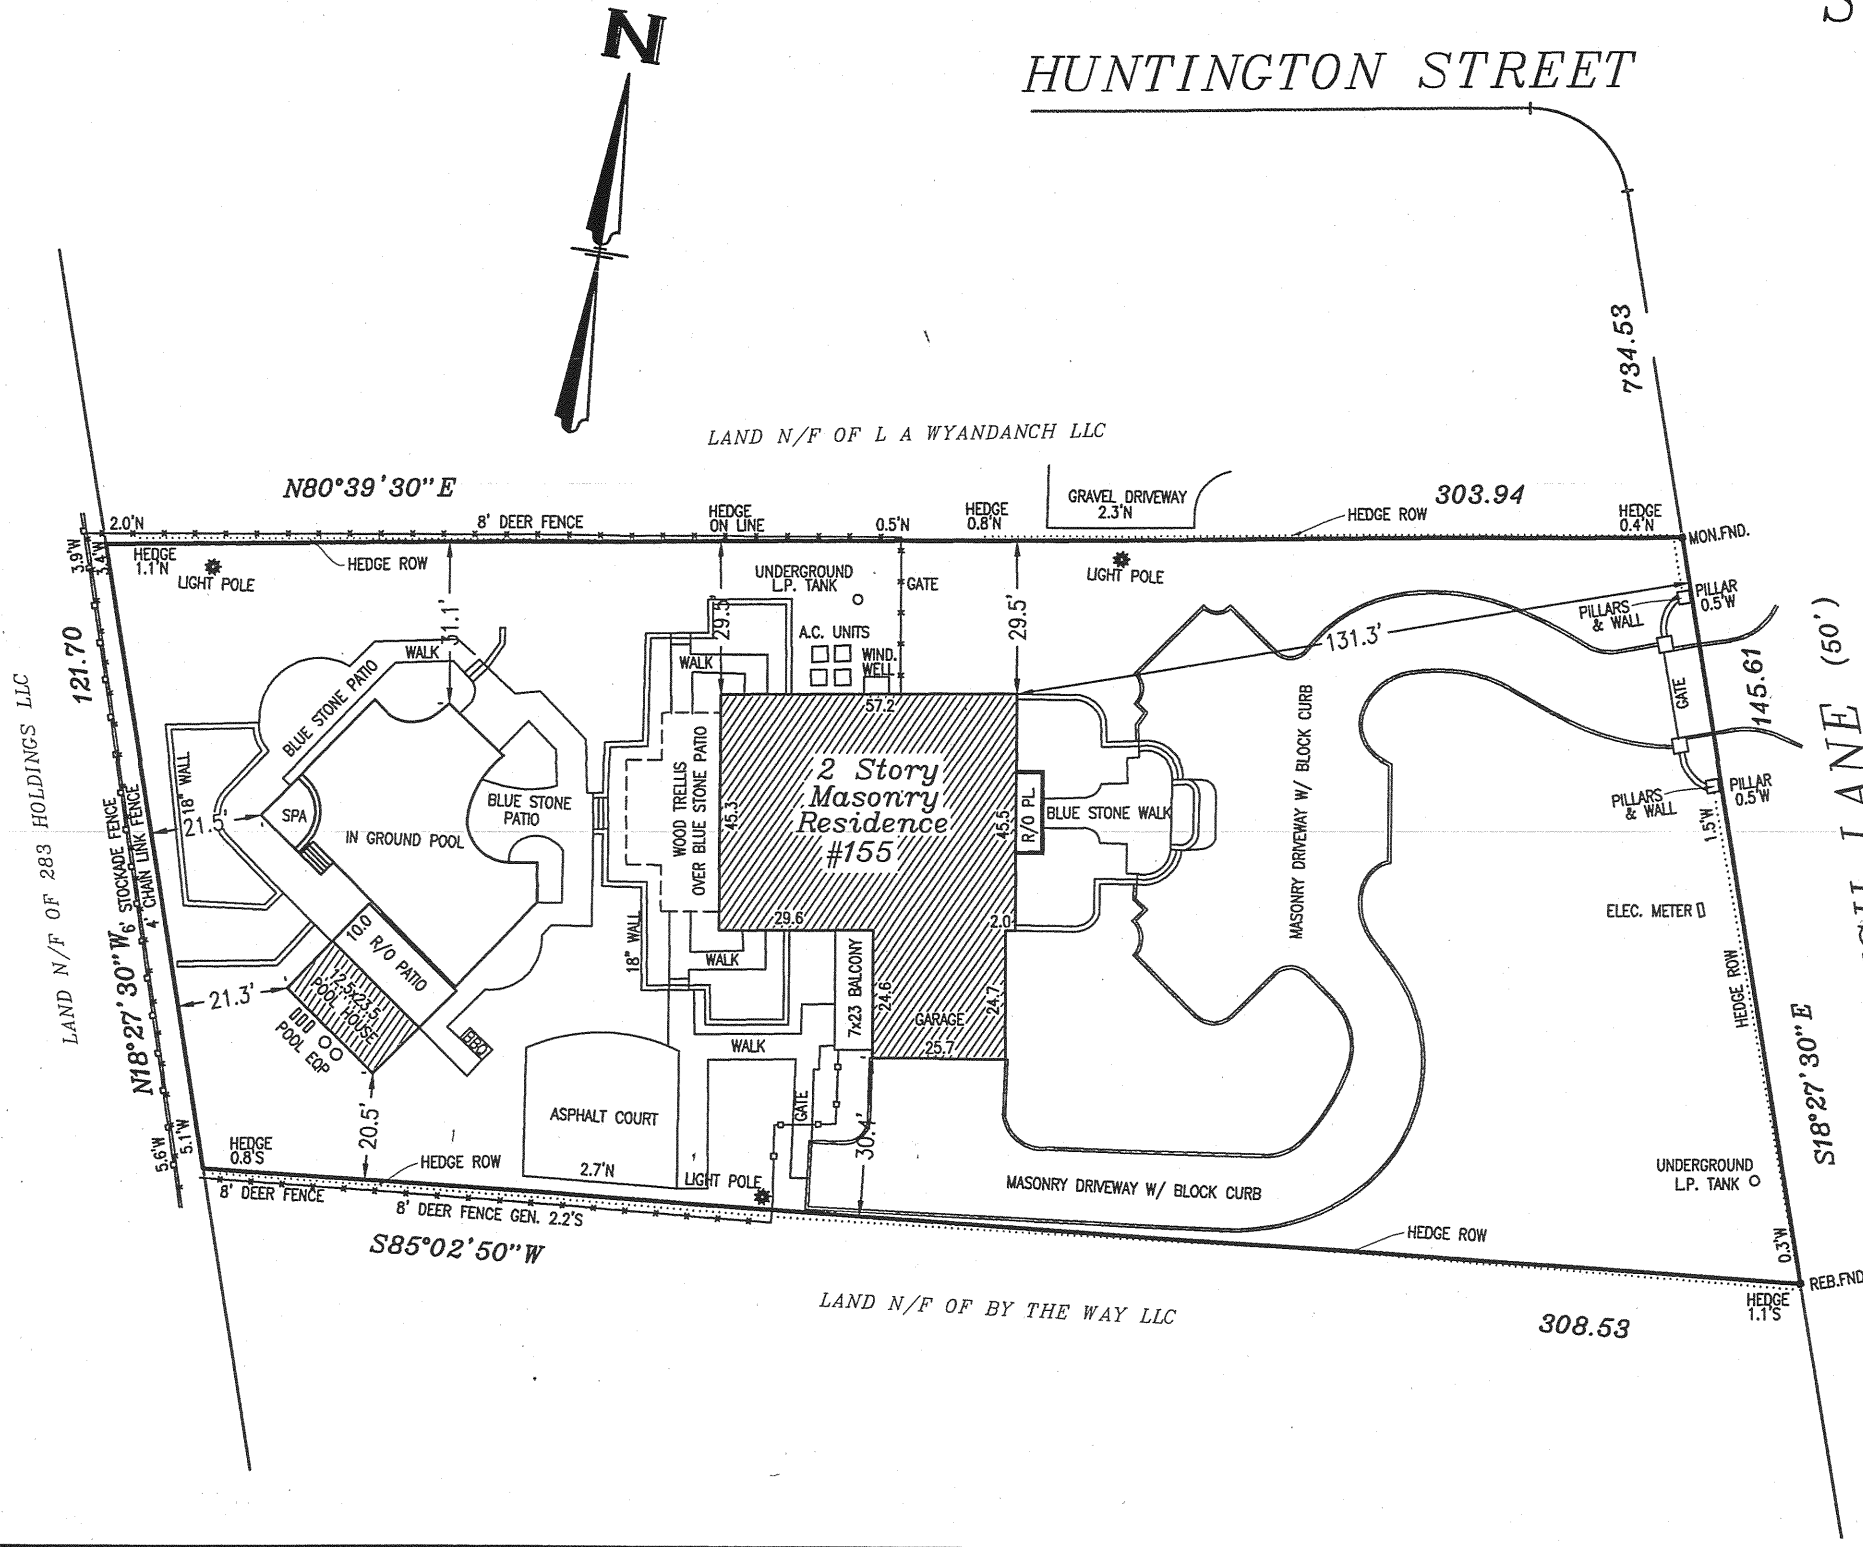 N
HUNTINGTON STREET
734.53
LAND N/F OF L A WYANDANCH LLC
N80°39'30"E
303.94
2.0'N
8' DEER FENCE
HEDGE
ON LINE
0.5'N
HEDGE
0.8'N
GRAVEL DRIVEWAY
2.3'N
HEDGE ROW
HEDGE
0.4'N
MON.FND.
3.9'W
3.4'W
HEDGE
1.1'N
LIGHT POLE
HEDGE ROW
31.1'
29.5'
UNDERGROUND
L.P. TANK
GATE
29.5'
LIGHT POLE
PILLARS
& WALL
PILLAR
0.5'W
131.3'
A.C. UNITS
WIND.
WELL
WALK
WALK
121.70
LAND N/F OF 283 HOLDINGS LLC
BLUE STONE PATIO
18" WALL
21.5'
SPA
IN GROUND POOL
BLUE STONE
PATIO
WOOD TRELLIS
OVER BLUE STONE PATIO
57.2
45.3
2 Story
Masonry
Residence
#155
45.5
R/O PL.
BLUE STONE WALK
MASONRY DRIVEWAY W/ BLOCK CURB
GATE
145.61
LANE (50')
PILLARS
& WALL
PILLAR
0.5'W
1.5'W
ELEC. METER
HEDGE ROW
S18°27'30"E
6' STOCKADE FENCE
4' CHAIN LINK FENCE
N18°27'30"W
10.0
R/O PATIO
12.5x23.5
POOL HOUSE
21.3'
POOL EQP
BBQ
18" WALL
WALK
29.6
2.0
7x23 BALCONY
24.6
24.7
GARAGE
25.7
WALK
GATE
ASPHALT COURT
2.7'N
20.5'
30.4'
5.6'W
5.1'W
HEDGE
0.8'S
HEDGE ROW
LIGHT POLE
8' DEER FENCE
8' DEER FENCE GEN. 2.2'S
MASONRY DRIVEWAY W/ BLOCK CURB
UNDERGROUND
L.P. TANK
0.3'W
HEDGE ROW
REB.FND
S85°02'50"W
LAND N/F OF BY THE WAY LLC
308.53
HEDGE
1.1'S